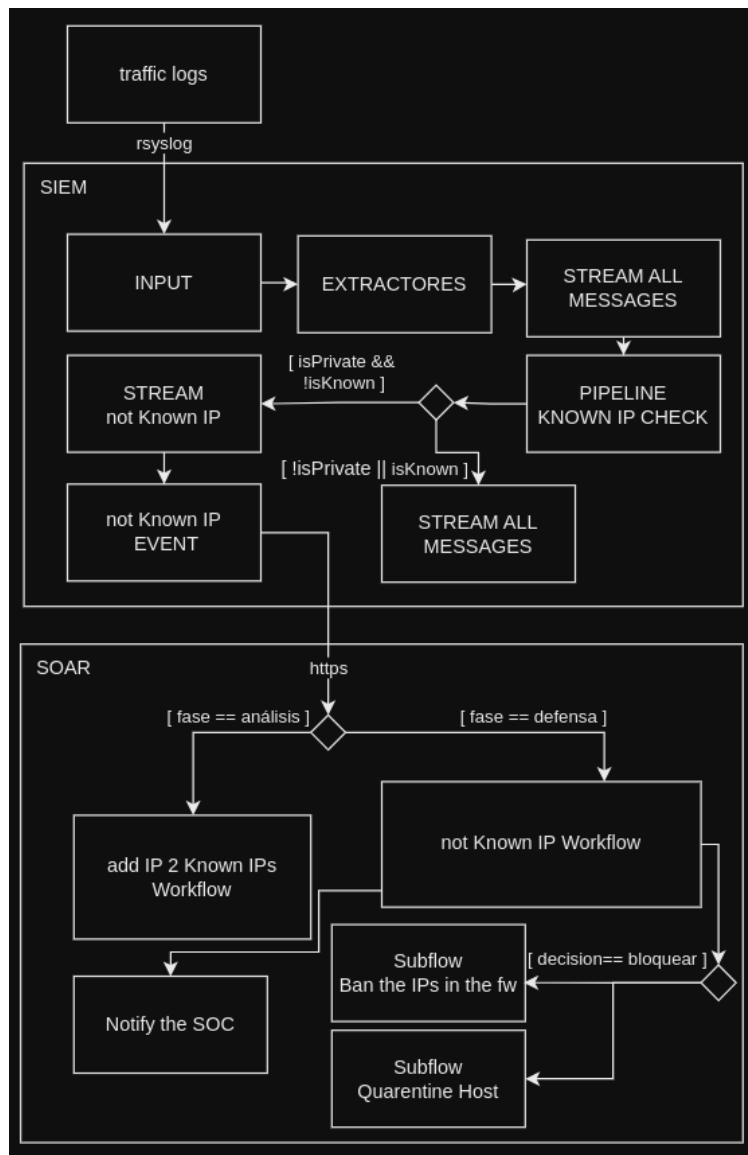 traffic logs
rsyslog
SIEM
INPUT
EXTRACTORES
STREAM ALL
MESSAGES
[ isPrivate &&
!isKnown ]
STREAM
not Known IP
PIPELINE
KNOWN IP CHECK
[ !isPrivate || isKnown ]
not Known IP
EVENT
STREAM ALL
MESSAGES
SOAR
https
[ fase == análisis ]
[ fase == defensa ]
add IP 2 Known IPs
Workflow
not Known IP Workflow
Subflow
Ban the IPs in the fw
[ decision== bloquear ]
Notify the SOC
Subflow
Quarentine Host